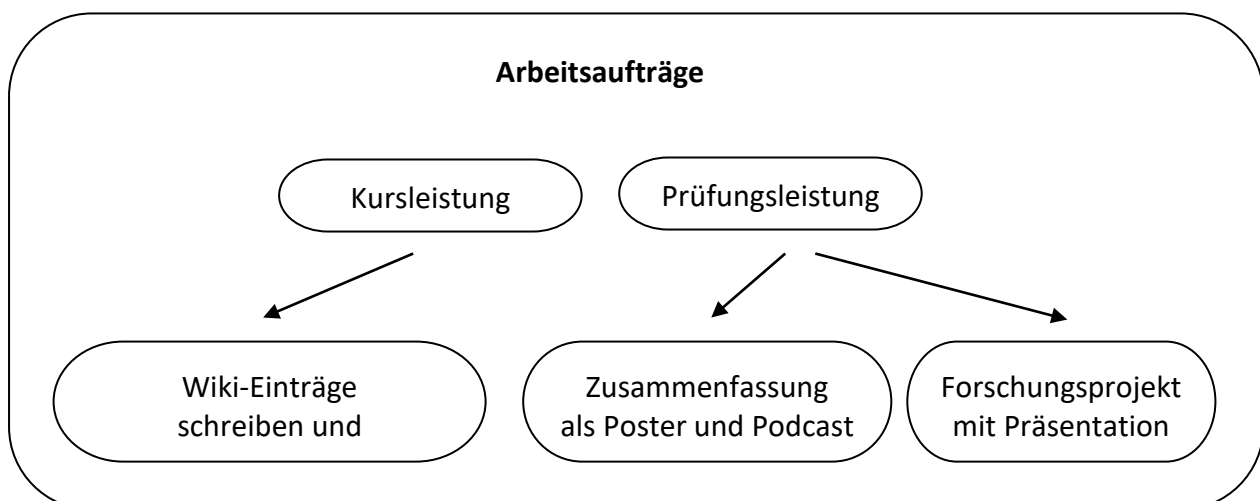 Arbeitsaufträge
Kursleistung
Prüfungsleistung
Wiki-Einträge
schreiben und
Zusammenfassung
als Poster und Podcast
Forschungsprojekt
mit Präsentation